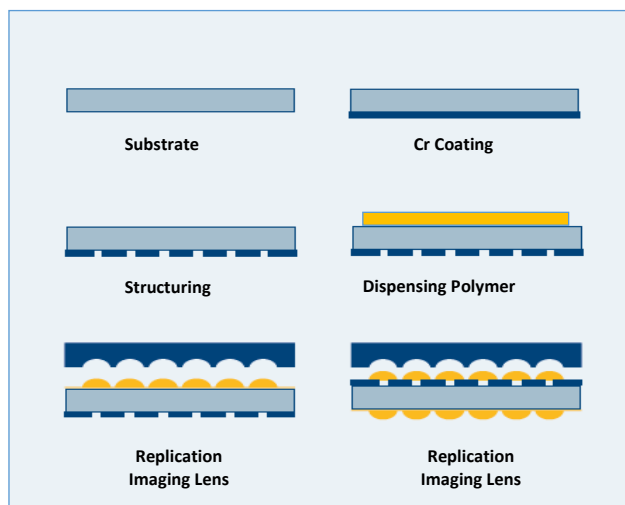 Substrate
Cr Coating
Structuring
Dispensing Polymer
Replication
Imaging Lens
Replication
Imaging Lens